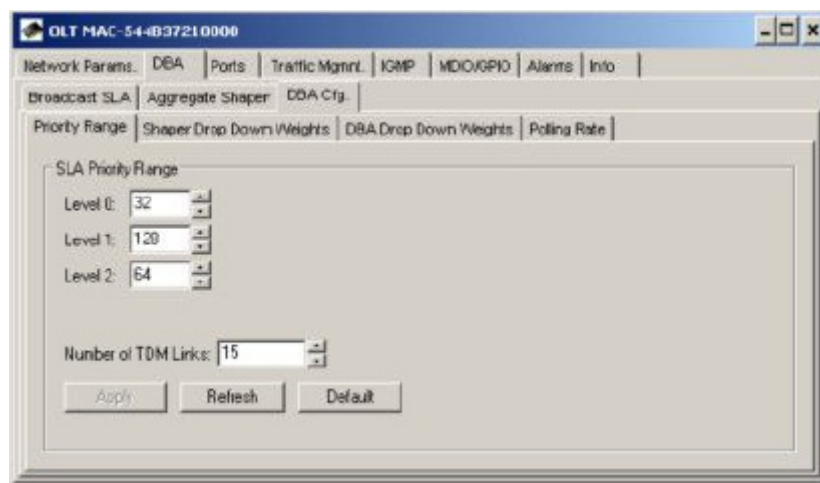 OLT MAC-544B37210000
Network Params. DBA Ports Traffic Mgmnt. IGMP MDIO/GPIO Alarms Info
Broadcast SLA Aggregate Shaper DBA Cfg.
Priority Range Shaper Drop Down Weights DBA Drop Down Weights Polling Rate
SLA Priority Range
Level 0: 32
Level 1: 128
Level 2: 64
Number of TDM Links: 15
Apply Refresh Default